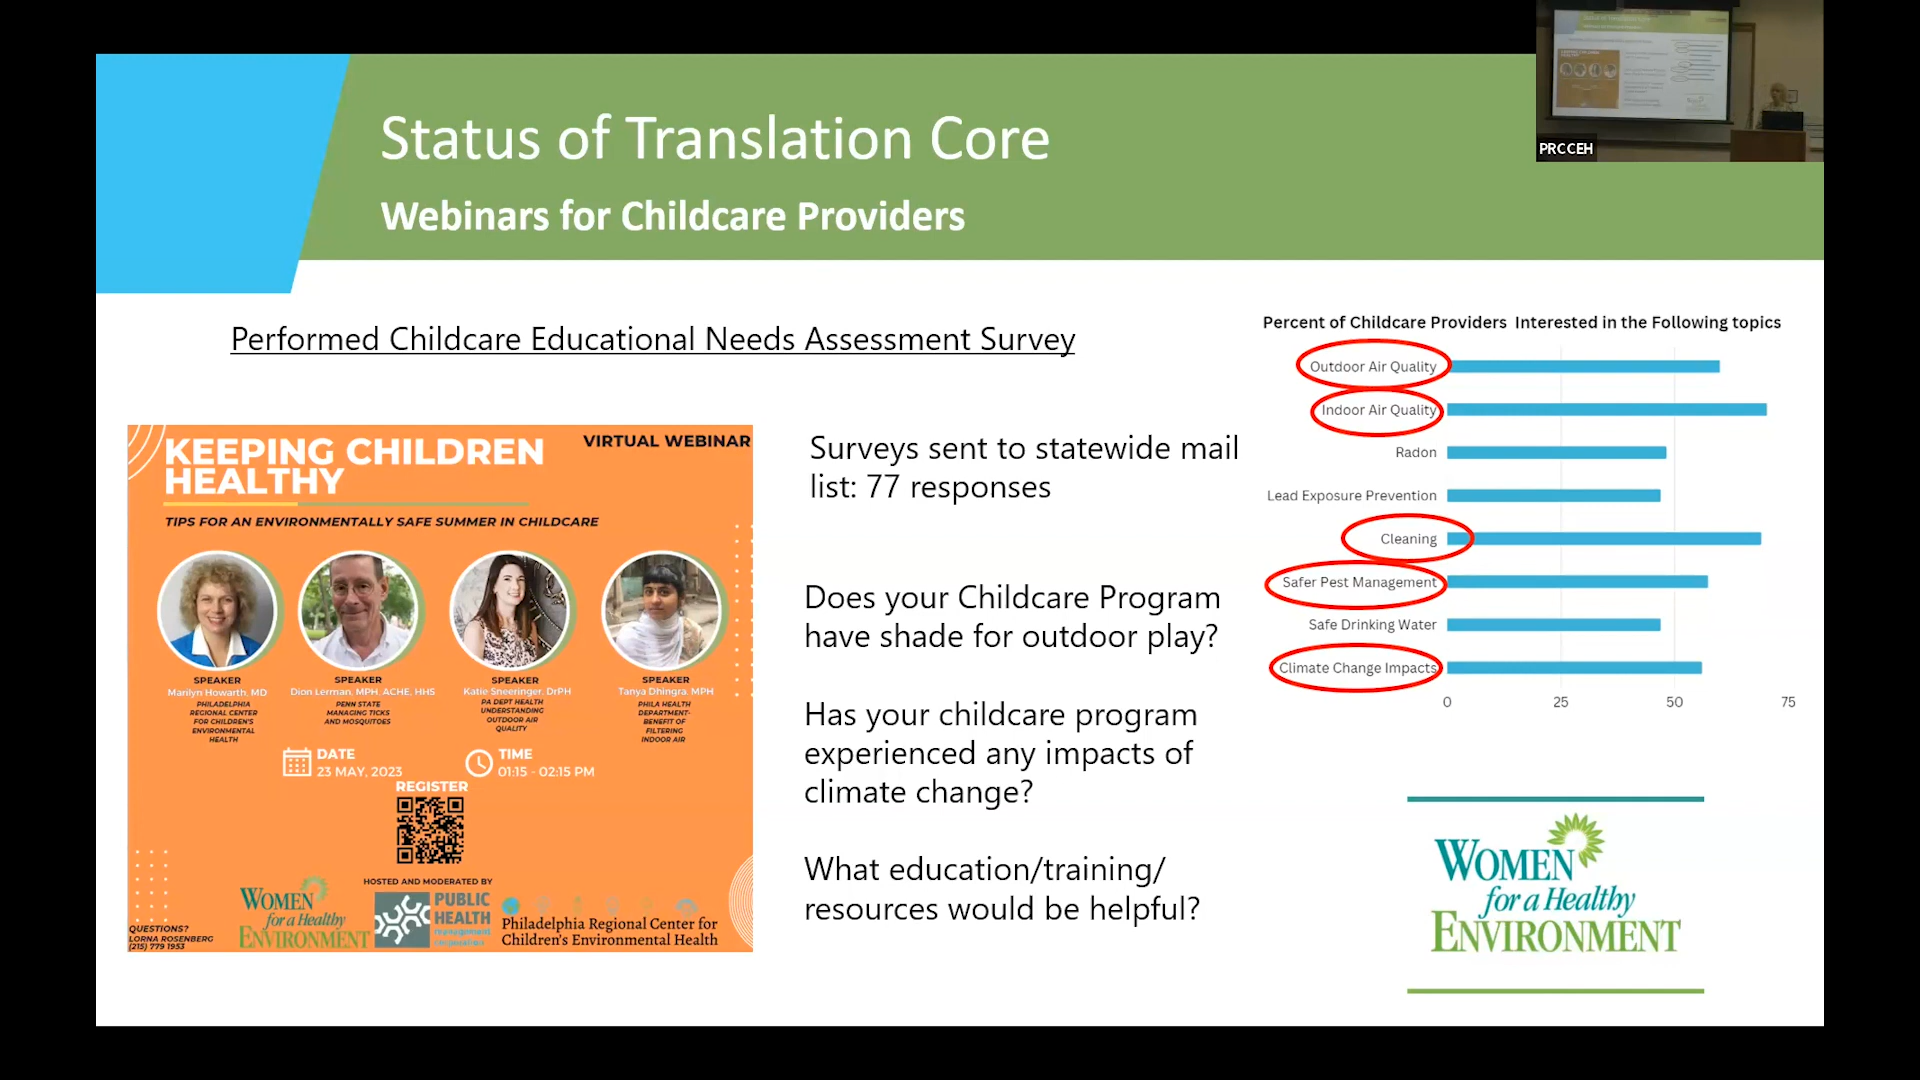 Status of Translation Core
Webinars for Childcare Providers
PRCCEH
Performed Childcare Educational Needs Assessment Survey
KEEPING CHILDREN
HEALTHY
VIRTUAL WEBINAR
TIPS FOR AN ENVIRONMENTALLY SAFE SUMMER IN CHILDCARE
SPEAKER
Marilyn Howarth, MD
PHILADELPHIA
REGIONAL CENTER
FOR CHILDREN'S
ENVIRONMENTAL
HEALTH
SPEAKER
Dion Lerman, MPH, ACHE, HHS
PENN STATE
MANAGING TICKS
AND MOSQUITOES
SPEAKER
Katie Sneeringer, DrPH
PA DEPT HEALTH
UNDERSTANDING
OUTDOOR AIR
QUALITY
SPEAKER
Tanya Dhingra, MPH
PHILA HEALTH
DEPARTMENT-
BENEFIT OF
FILTERING
INDOOR AIR
DATE
23 MAY, 2023
TIME
01:15 - 02:15 PM
REGISTER
HOSTED AND MODERATED BY
WOMEN
for a Healthy
ENVIRONMENT
PUBLIC
HEALTH
management
corporation
Philadelphia Regional Center for
Children's Environmental Health
QUESTIONS?
LORNA ROSENBERG
(215) 779 1953
Surveys sent to statewide mail
list: 77 responses
Does your Childcare Program
have shade for outdoor play?
Has your childcare program
experienced any impacts of
climate change?
What education/training/
resources would be helpful?
Percent of Childcare Providers Interested in the Following topics
Outdoor Air Quality
Indoor Air Quality
Radon
Lead Exposure Prevention
Cleaning
Safer Pest Management
Safe Drinking Water
Climate Change Impacts
0 25 50 75
WOMEN
for a Healthy
ENVIRONMENT